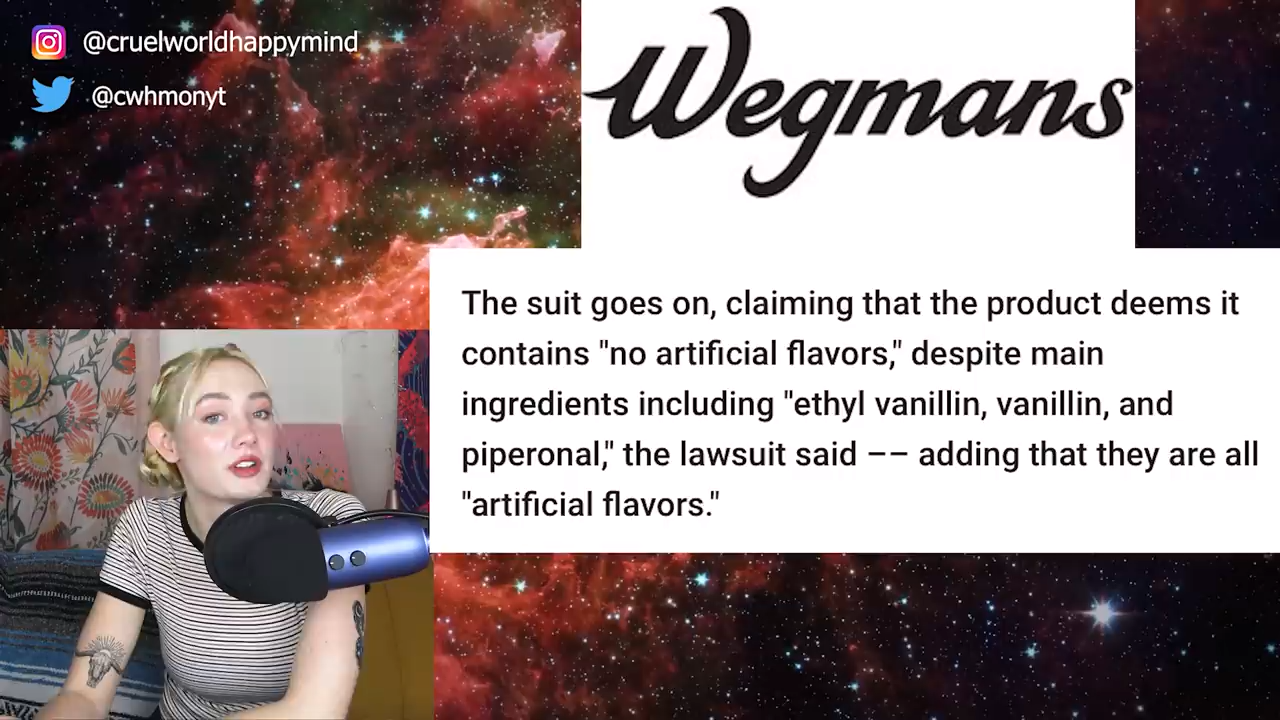 @cruelworldhappymind
@cwhmonyt
Wegmans
The suit goes on, claiming that the product deems it
contains "no artificial flavors," despite main
ingredients including "ethyl vanillin, vanillin, and
piperonal," the lawsuit said –– adding that they are all
"artificial flavors."